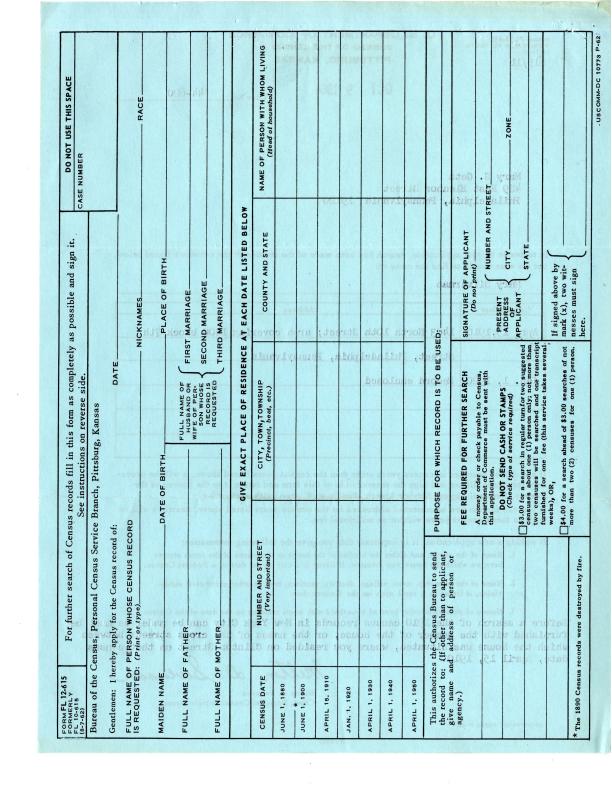 FORM FL 12-615
FORMERLY
FL 10-615
(6-7-62)
For further search of Census records fill in this form as completely as possible and sign it.
See instructions on reverse side.
DO NOT USE THIS SPACE
CASE NUMBER
Bureau of the Census, Personal Census Service Branch, Pittsburg, Kansas
Gentlemen: I hereby apply for the Census record of:
DATE
FULL NAME OF PERSON WHOSE CENSUS RECORD
IS REQUESTED: (Print or type)
NICKNAMES
RACE
MAIDEN NAME
DATE OF BIRTH
PLACE OF BIRTH
FULL NAME OF FATHER
FULL NAME OF MOTHER
FULL NAME OF
HUSBAND OR
WIFE OF PER-
SON WHOSE
RECORD IS
REQUESTED
FIRST MARRIAGE
SECOND MARRIAGE
THIRD MARRIAGE
GIVE EXACT PLACE OF RESIDENCE AT EACH DATE LISTED BELOW
CENSUS DATE
NUMBER AND STREET
(Very important)
CITY, TOWN, TOWNSHIP
(Precinct, beat, etc.)
COUNTY AND STATE
NAME OF PERSON WITH WHOM LIVING
(Head of household)
JUNE 1, 1880
*
JUNE 1, 1900
APRIL 15, 1910
JAN. 1, 1920
APRIL 1, 1930
APRIL 1, 1940
APRIL 1, 1950
APRIL 1, 1960
This authorizes the Census Bureau to send
the record to: (If other than to applicant,
give name and address of person or
agency.)
PURPOSE FOR WHICH RECORD IS TO BE USED:
FEE REQUIRED FOR FURTHER SEARCH
A money order or check payable to Census,
Department of Commerce must be sent with
this application.
DO NOT SEND CASH OR STAMPS
(Check type of service required)
$3.00 for a search in regular turn for two suggested
censuses about one (1) person only; not more than
two censuses will be searched and one transcript
furnished for one fee (this service takes several
weeks), OR,
$4.00 for a search ahead of $3.00 searches of not
more than two (2) censuses for one (1) person.
SIGNATURE OF APPLICANT
(Do not print)
PRESENT
ADDRESS
OF
APPLICANT
NUMBER AND STREET
CITY
ZONE
STATE
If signed above by
mark (x), two wit-
nesses must sign
here.
* The 1890 Census records were destroyed by fire.
USCOMM-DC 10773 P-62